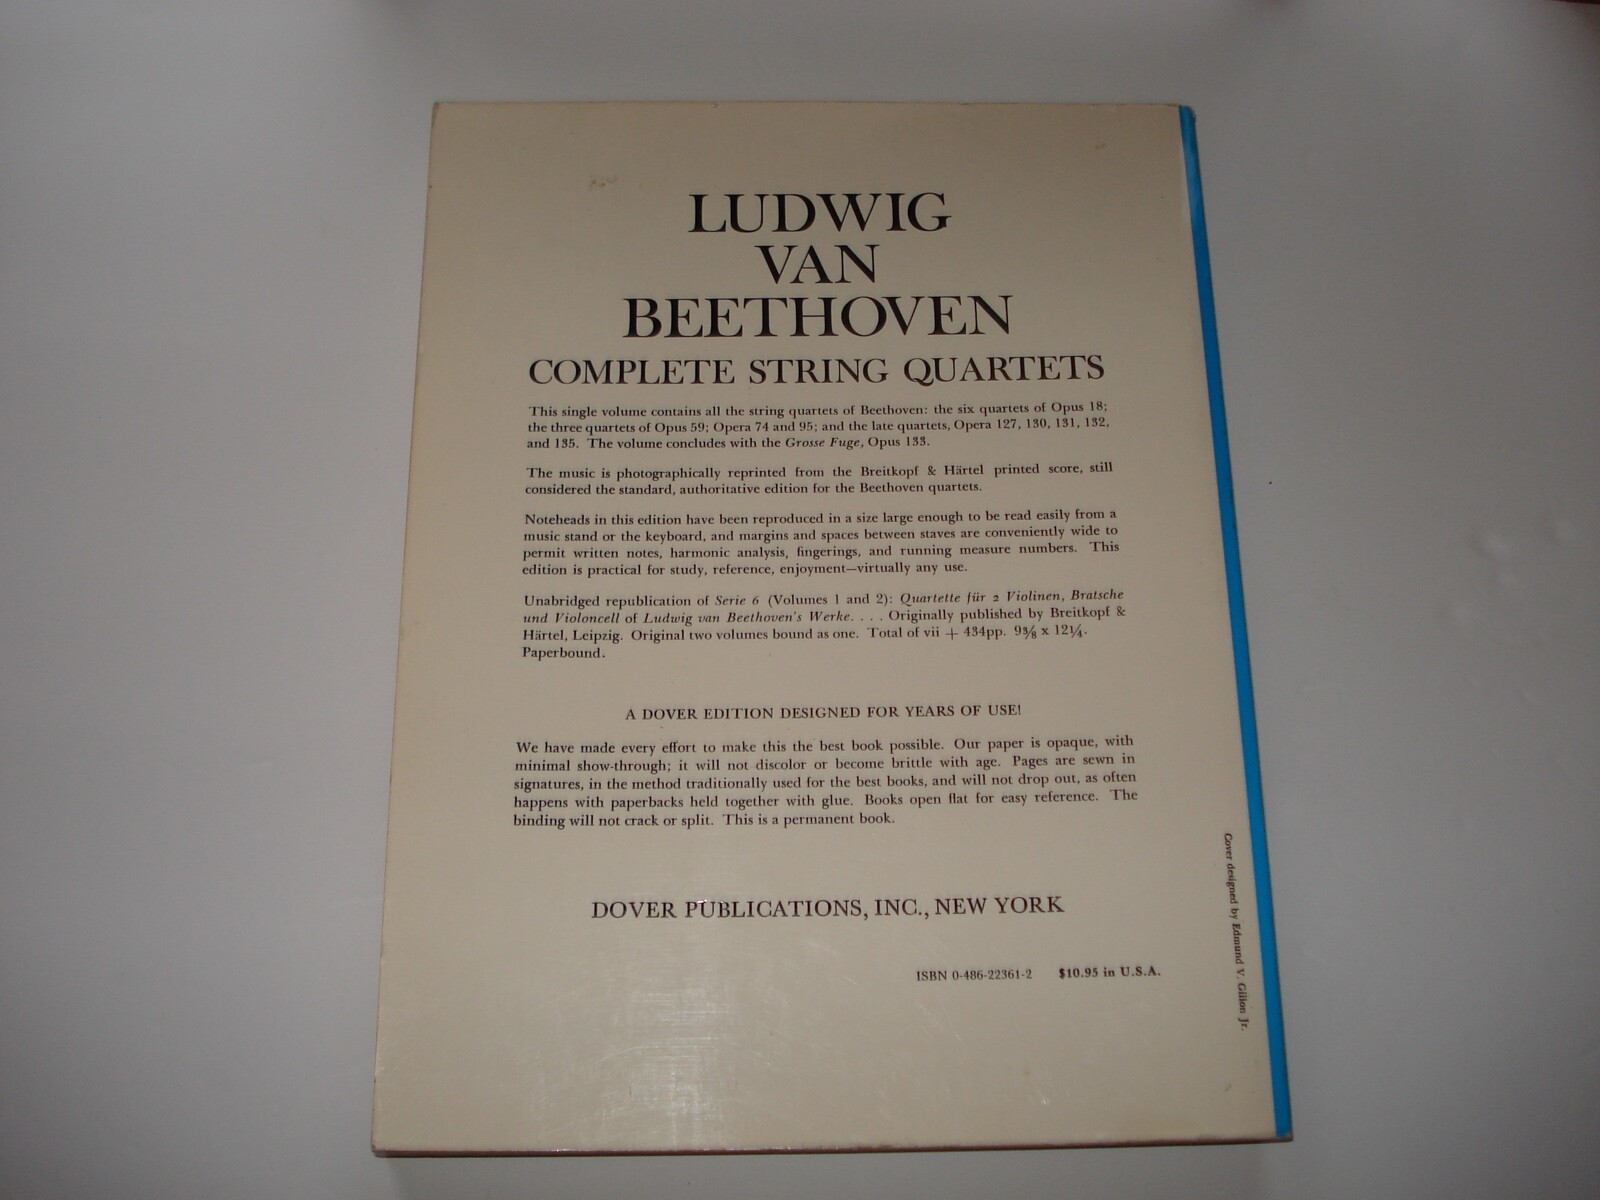 LUDWIG
VAN
BEETHOVEN
COMPLETE STRING QUARTETS
This single volume contains all the string quartets of Beethoven: the six quartets of Opus 18;
the three quartets of Opus 59; Opera 74 and 95; and the late quartets, Opera 127, 130, 131, 132,
and 135. The volume concludes with the Grosse Fuge, Opus 133.
The music is photographically reprinted from the Breitkopf & Härtel printed score, still
considered the standard, authoritative edition for the Beethoven quartets.
Noteheads in this edition have been reproduced in a size large enough to be read easily from a
music stand or the keyboard, and margins and spaces between staves are conveniently wide to
permit written notes, harmonic analysis, fingerings, and running measure numbers. This
edition is practical for study, reference, enjoyment—virtually any use.
Unabridged republication of Serie 6 (Volumes 1 and 2): Quartette für 2 Violinen, Bratsche
und Violoncell of Ludwig van Beethoven's Werke. . . . Originally published by Breitkopf &
Härtel, Leipzig. Original two volumes bound as one. Total of vii + 434pp. 9⅜ x 12¼.
Paperbound.
A DOVER EDITION DESIGNED FOR YEARS OF USE!
We have made every effort to make this the best book possible. Our paper is opaque, with
minimal show-through; it will not discolor or become brittle with age. Pages are sewn in
signatures, in the method traditionally used for the best books, and will not drop out, as often
happens with paperbacks held together with glue. Books open flat for easy reference. The
binding will not crack or split. This is a permanent book.
DOVER PUBLICATIONS, INC., NEW YORK
ISBN 0-486-22361-2 $10.95 in U.S.A.
Cover designed by Edmund V. Gillon Jr.